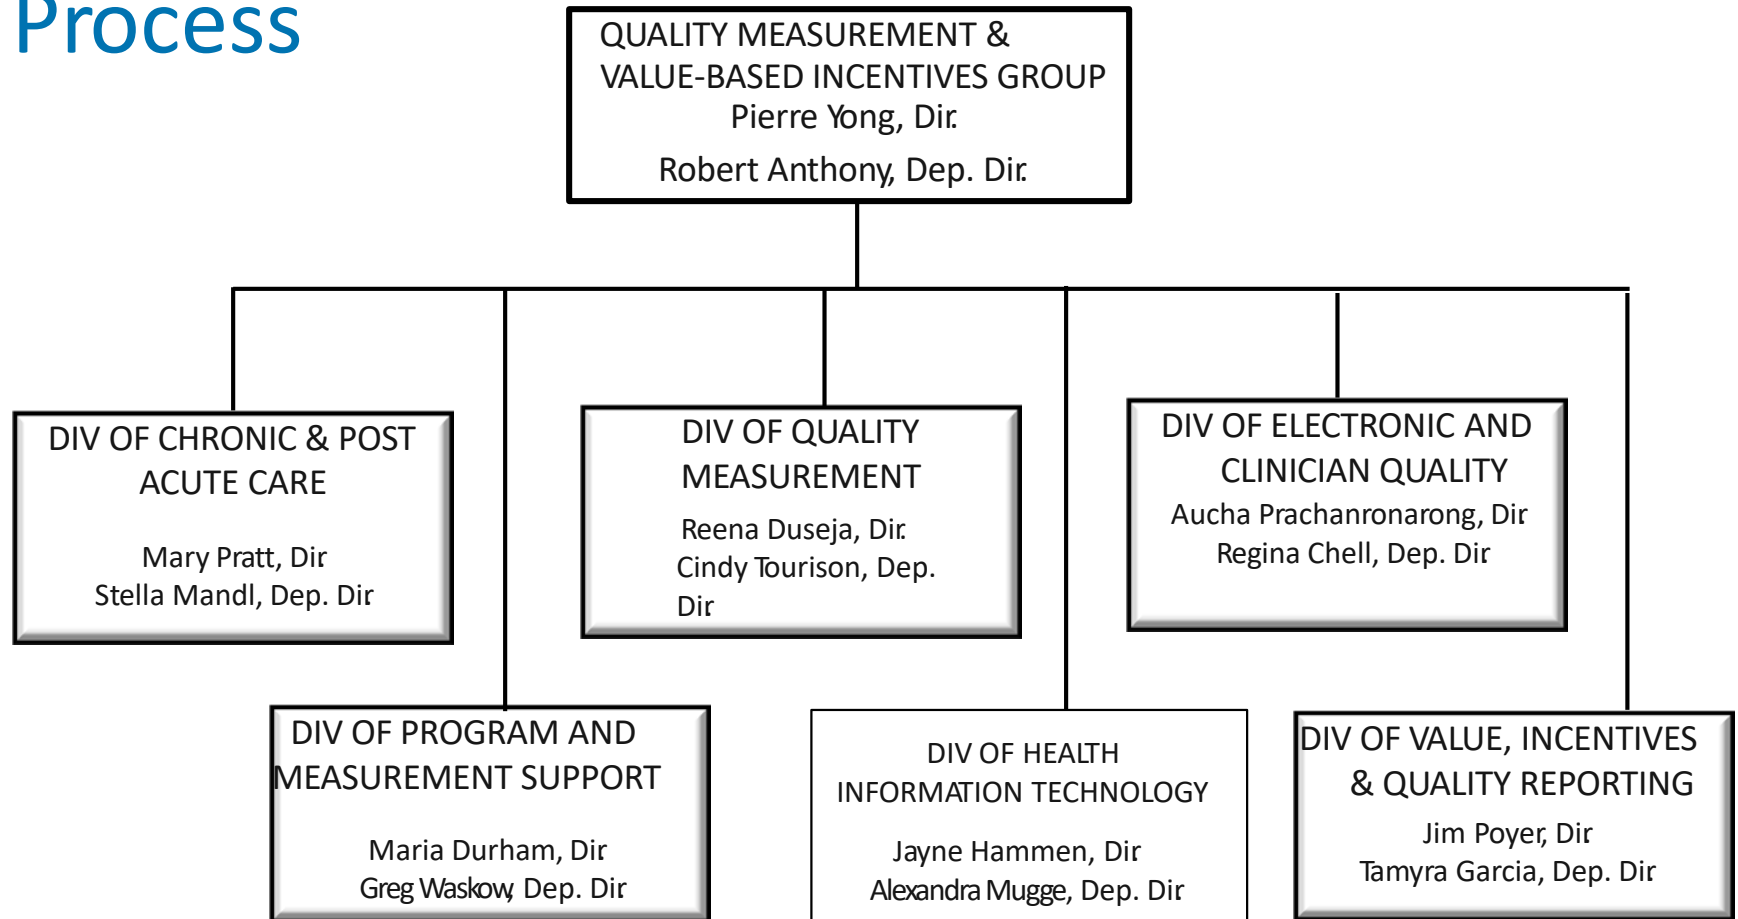 Process
QUALITY MEASUREMENT &
VALUE-BASED INCENTIVES GROUP
Pierre Yong, Dir.
Robert Anthony, Dep. Dir.
DIV OF CHRONIC & POST
ACUTE CARE
Mary Pratt, Dir
Stella Mandl, Dep. Dir
DIV OF QUALITY
MEASUREMENT
Reena Duseja, Dir.
Cindy Tourison, Dep.
Dir
DIV OF ELECTRONIC AND
CLINICIAN QUALITY
Aucha Prachanronarong, Dir
Regina Chell, Dep. Dir
DIV OF PROGRAM AND
MEASUREMENT SUPPORT
Maria Durham, Dir
Greg Waskow, Dep. Dir
DIV OF HEALTH
INFORMATION TECHNOLOGY
Jayne Hammen, Dir
Alexandra Mugge, Dep. Dir
DIV OF VALUE, INCENTIVES
& QUALITY REPORTING
Jim Poyer, Dir
Tamyra Garcia, Dep. Dir